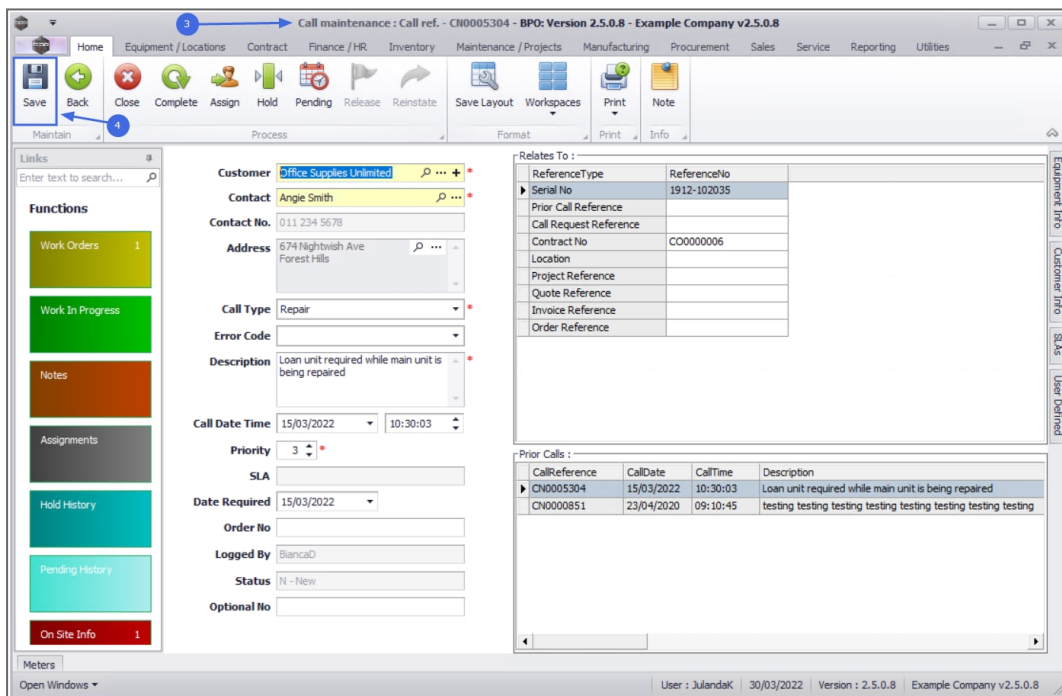 3
Call maintenance : Call ref. - CN0005304 - BPO: Version 2.5.0.8 - Example Company v2.5.0.8
Home Equipment / Locations Contract Finance / HR Inventory Maintenance / Projects Manufacturing Procurement Sales Service Reporting Utilities
Save Back Close Complete Assign Hold Pending Release Reinstate Save Layout Workspaces Print Note
4
Maintain Process Format Print Info
Links
Enter text to search...
Functions
Work Orders 1
Work In Progress
Notes
Assignments
Hold History
Pending History
On Site Info 1
Customer Office Supplies Unlimited *
Contact Angie Smith *
Contact No. 011 234 5678
Address 674 Nightwish Ave
Forest Hills
Call Type Repair *
Error Code
Description Loan unit required while main unit is *
being repaired
Call Date Time 15/03/2022 10:30:03
Priority 3 *
SLA
Date Required 15/03/2022
Order No
Logged By BiancaD
Status N - New
Optional No
Relates To :
ReferenceType ReferenceNo
Serial No 1912-102035
Prior Call Reference
Call Request Reference
Contract No CO0000006
Location
Project Reference
Quote Reference
Invoice Reference
Order Reference
Prior Calls :
CallReference CallDate CallTime Description
CN0005304 15/03/2022 10:30:03 Loan unit required while main unit is being repaired
CN0000851 23/04/2020 09:10:45 testing testing testing testing testing testing testing testing
Equipment Info
Customer Info
SLAs
User Defined
Meters
Open Windows User : JulandaK 30/03/2022 Version : 2.5.0.8 Example Company v2.5.0.8